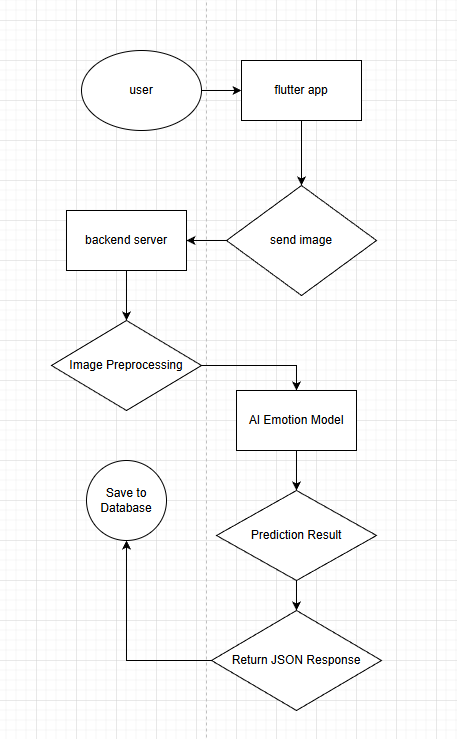 user
flutter app
send image
backend server
Image Preprocessing
AI Emotion Model
Save to
Database
Prediction Result
Return JSON Response